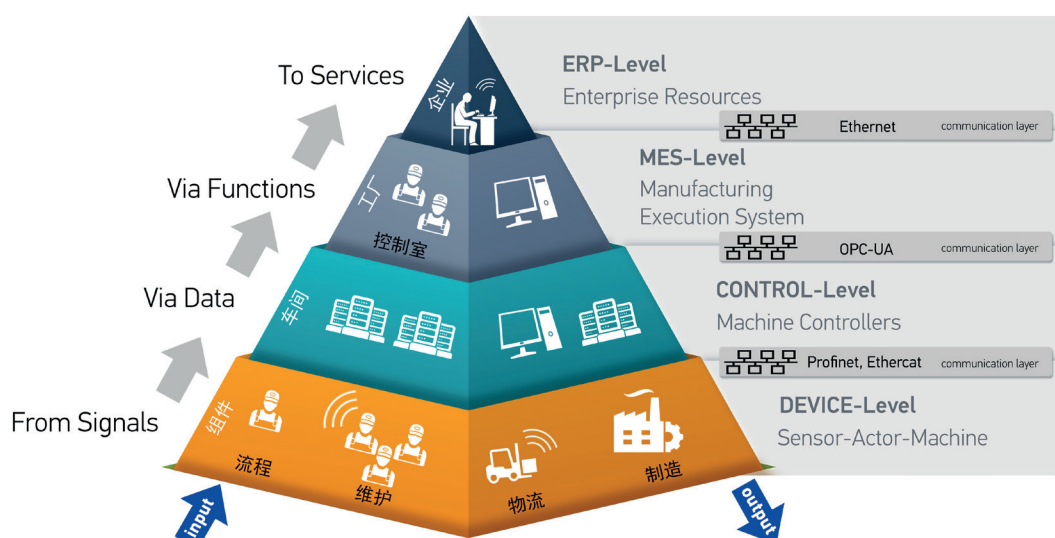 To Services
Via Functions
Via Data
From Signals
企业
工厂
控制室
车间
组件
流程
维护
物流
制造
input
output
ERP-Level
Enterprise Resources
Ethernet communication layer
MES-Level
Manufacturing
Execution System
OPC-UA communication layer
CONTROL-Level
Machine Controllers
Profinet, Ethercat communication layer
DEVICE-Level
Sensor-Actor-Machine